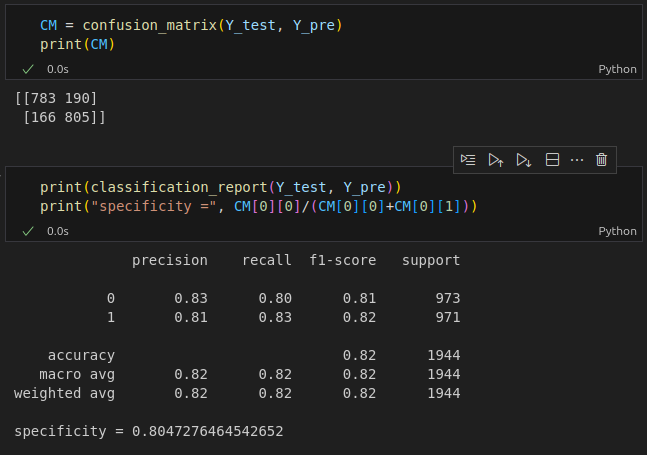 CM = confusion_matrix(Y_test, Y_pre)
print(CM)
0.0s
Python
[[783 190]
 [166 805]]
print(classification_report(Y_test, Y_pre))
print("specificity =", CM[0][0]/(CM[0][0]+CM[0][1]))
0.0s
Python
precision recall f1-score support
0 0.83 0.80 0.81 973
1 0.81 0.83 0.82 971
accuracy 0.82 1944
macro avg 0.82 0.82 0.82 1944
weighted avg 0.82 0.82 0.82 1944
specificity = 0.8047276464542652